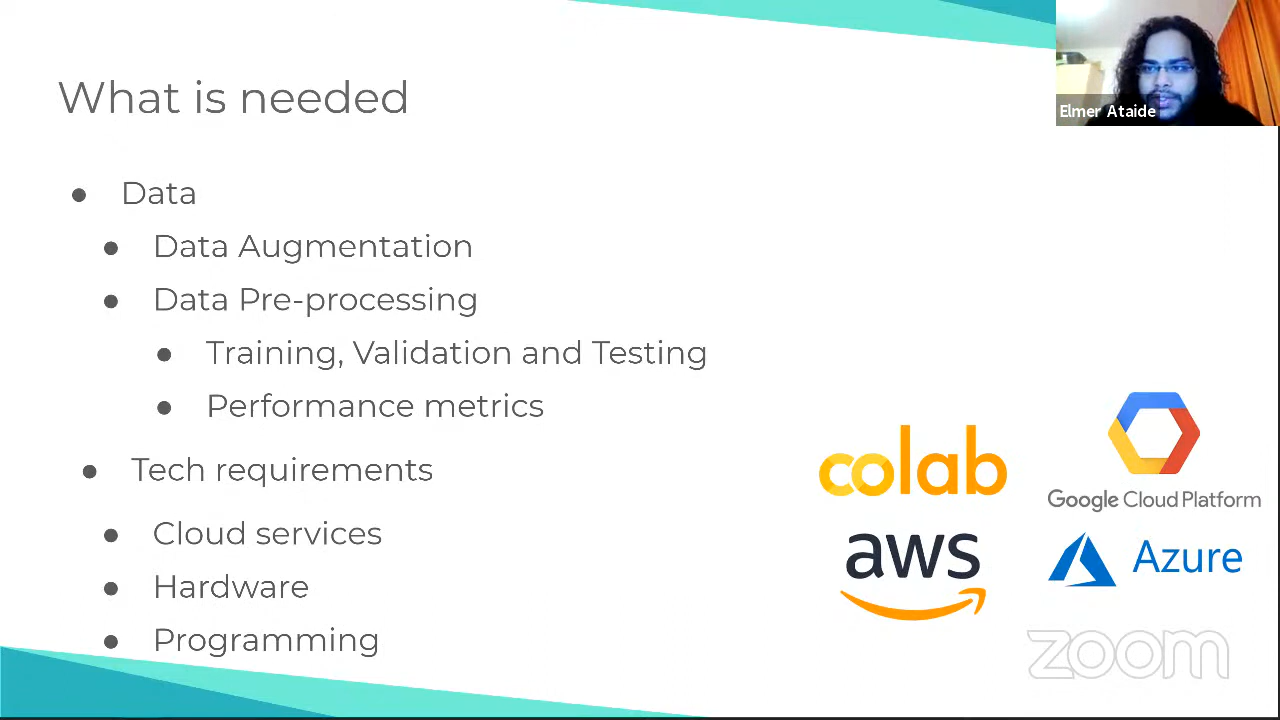 What is needed
Elmer Ataide
● Data
● Data Augmentation
● Data Pre-processing
● Training, Validation and Testing
● Performance metrics
● Tech requirements
● Cloud services
● Hardware
● Programming
colab
Google Cloud Platform
aws
Azure
zoom